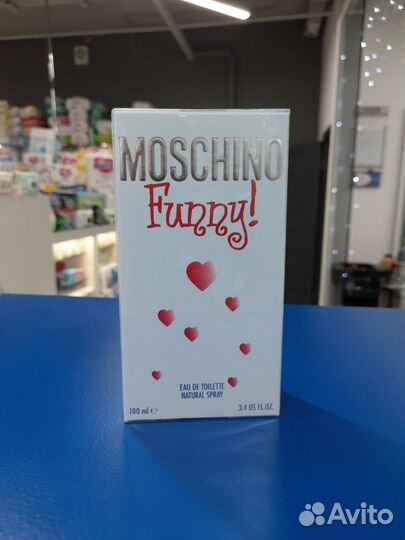 MOSCHINO
Funny!
EAU DE TOILETTE
NATURAL SPRAY
100 ml e 3.4 US FL.OZ.
Avito